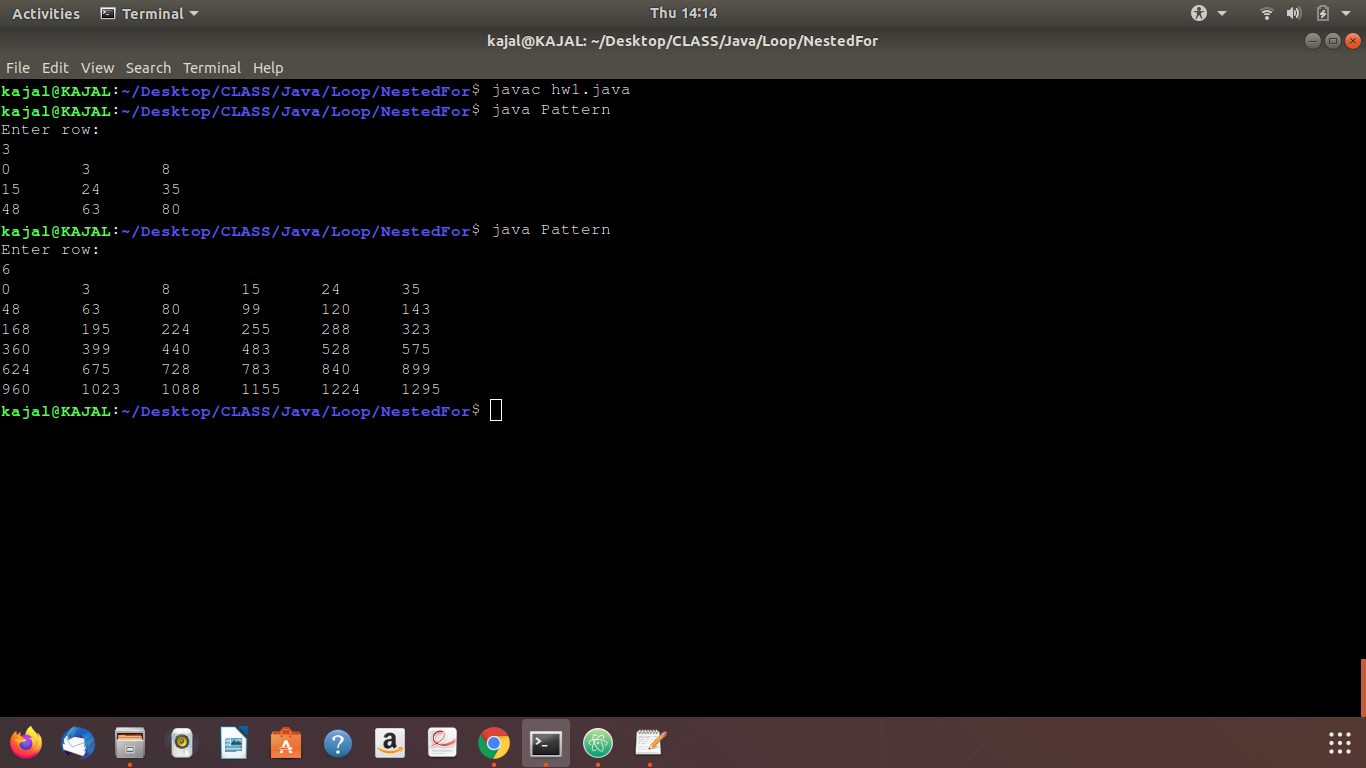 Activities Terminal Thu 14:14
kajal@KAJAL: ~/Desktop/CLASS/Java/Loop/NestedFor
File Edit View Search Terminal Help
kajal@KAJAL:~/Desktop/CLASS/Java/Loop/NestedFor$ javac hw1.java
kajal@KAJAL:~/Desktop/CLASS/Java/Loop/NestedFor$ java Pattern
Enter row:
3
0 3 8
15 24 35
48 63 80
kajal@KAJAL:~/Desktop/CLASS/Java/Loop/NestedFor$ java Pattern
Enter row:
6
0 3 8 15 24 35
48 63 80 99 120 143
168 195 224 255 288 323
360 399 440 483 528 575
624 675 728 783 840 899
960 1023 1088 1155 1224 1295
kajal@KAJAL:~/Desktop/CLASS/Java/Loop/NestedFor$